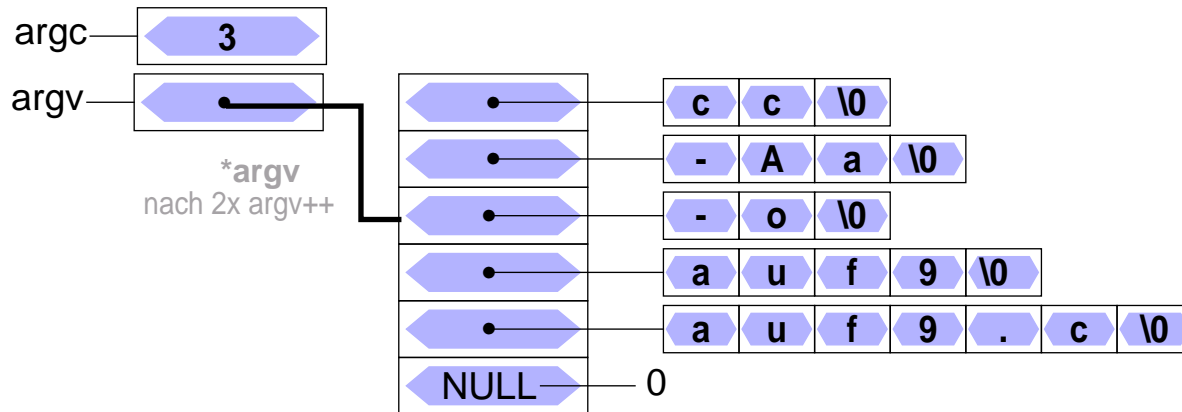 argc 3
argv c c \0
- A a \0
*argv
nach 2x argv++ - o \0
a u f 9 \0
a u f 9 . c \0
NULL 0